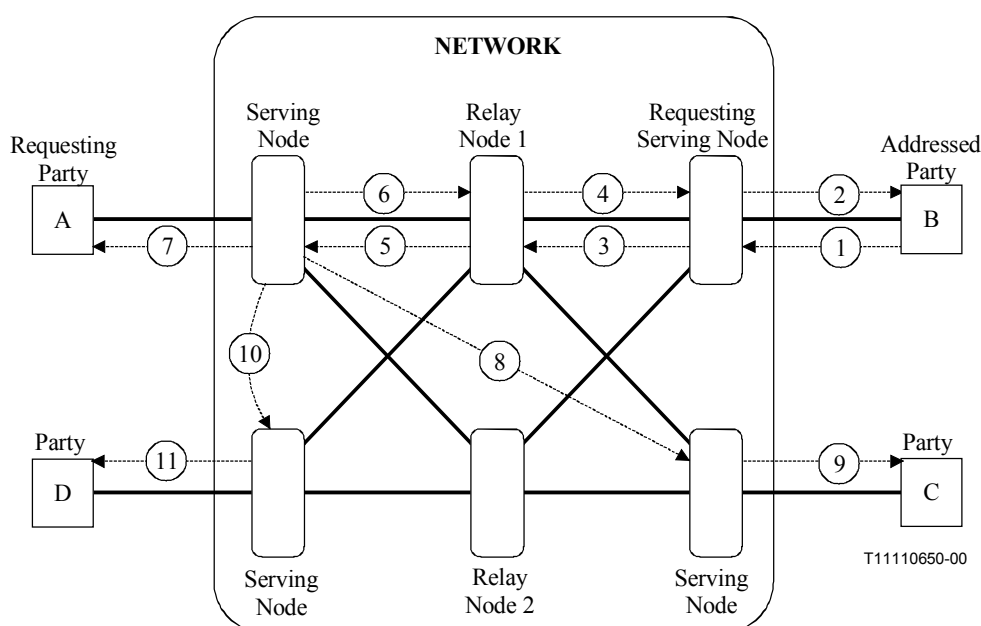 NETWORK
Serving
Node
Relay
Node 1
Requesting
Serving Node
Requesting
Party
Addressed
Party
6
4
2
A
B
7
5
3
1
10
8
Party
Party
11
9
D
C
T11110650-00
Serving
Node
Relay
Node 2
Serving
Node